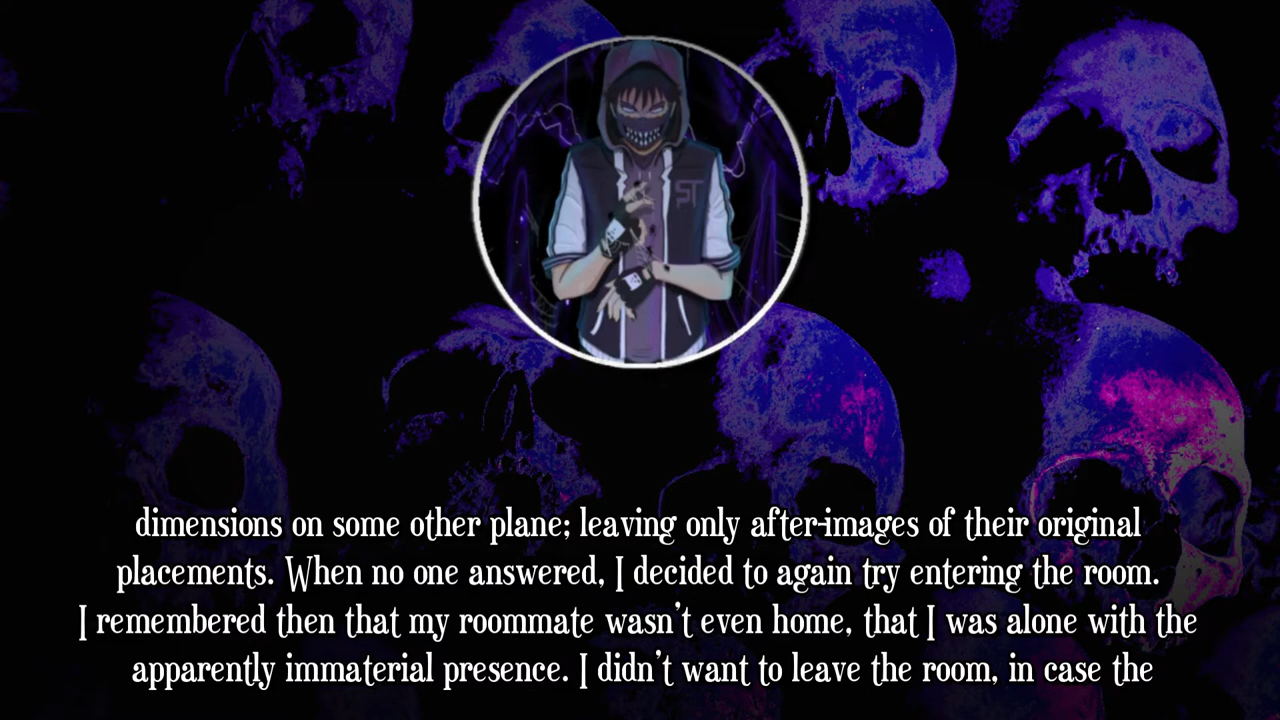 ST
dimensions on some other plane; leaving only after-images of their original
placements. When no one answered, I decided to again try entering the room.
I remembered then that my roommate wasn't even home, that I was alone with the
apparently immaterial presence. I didn't want to leave the room, in case the